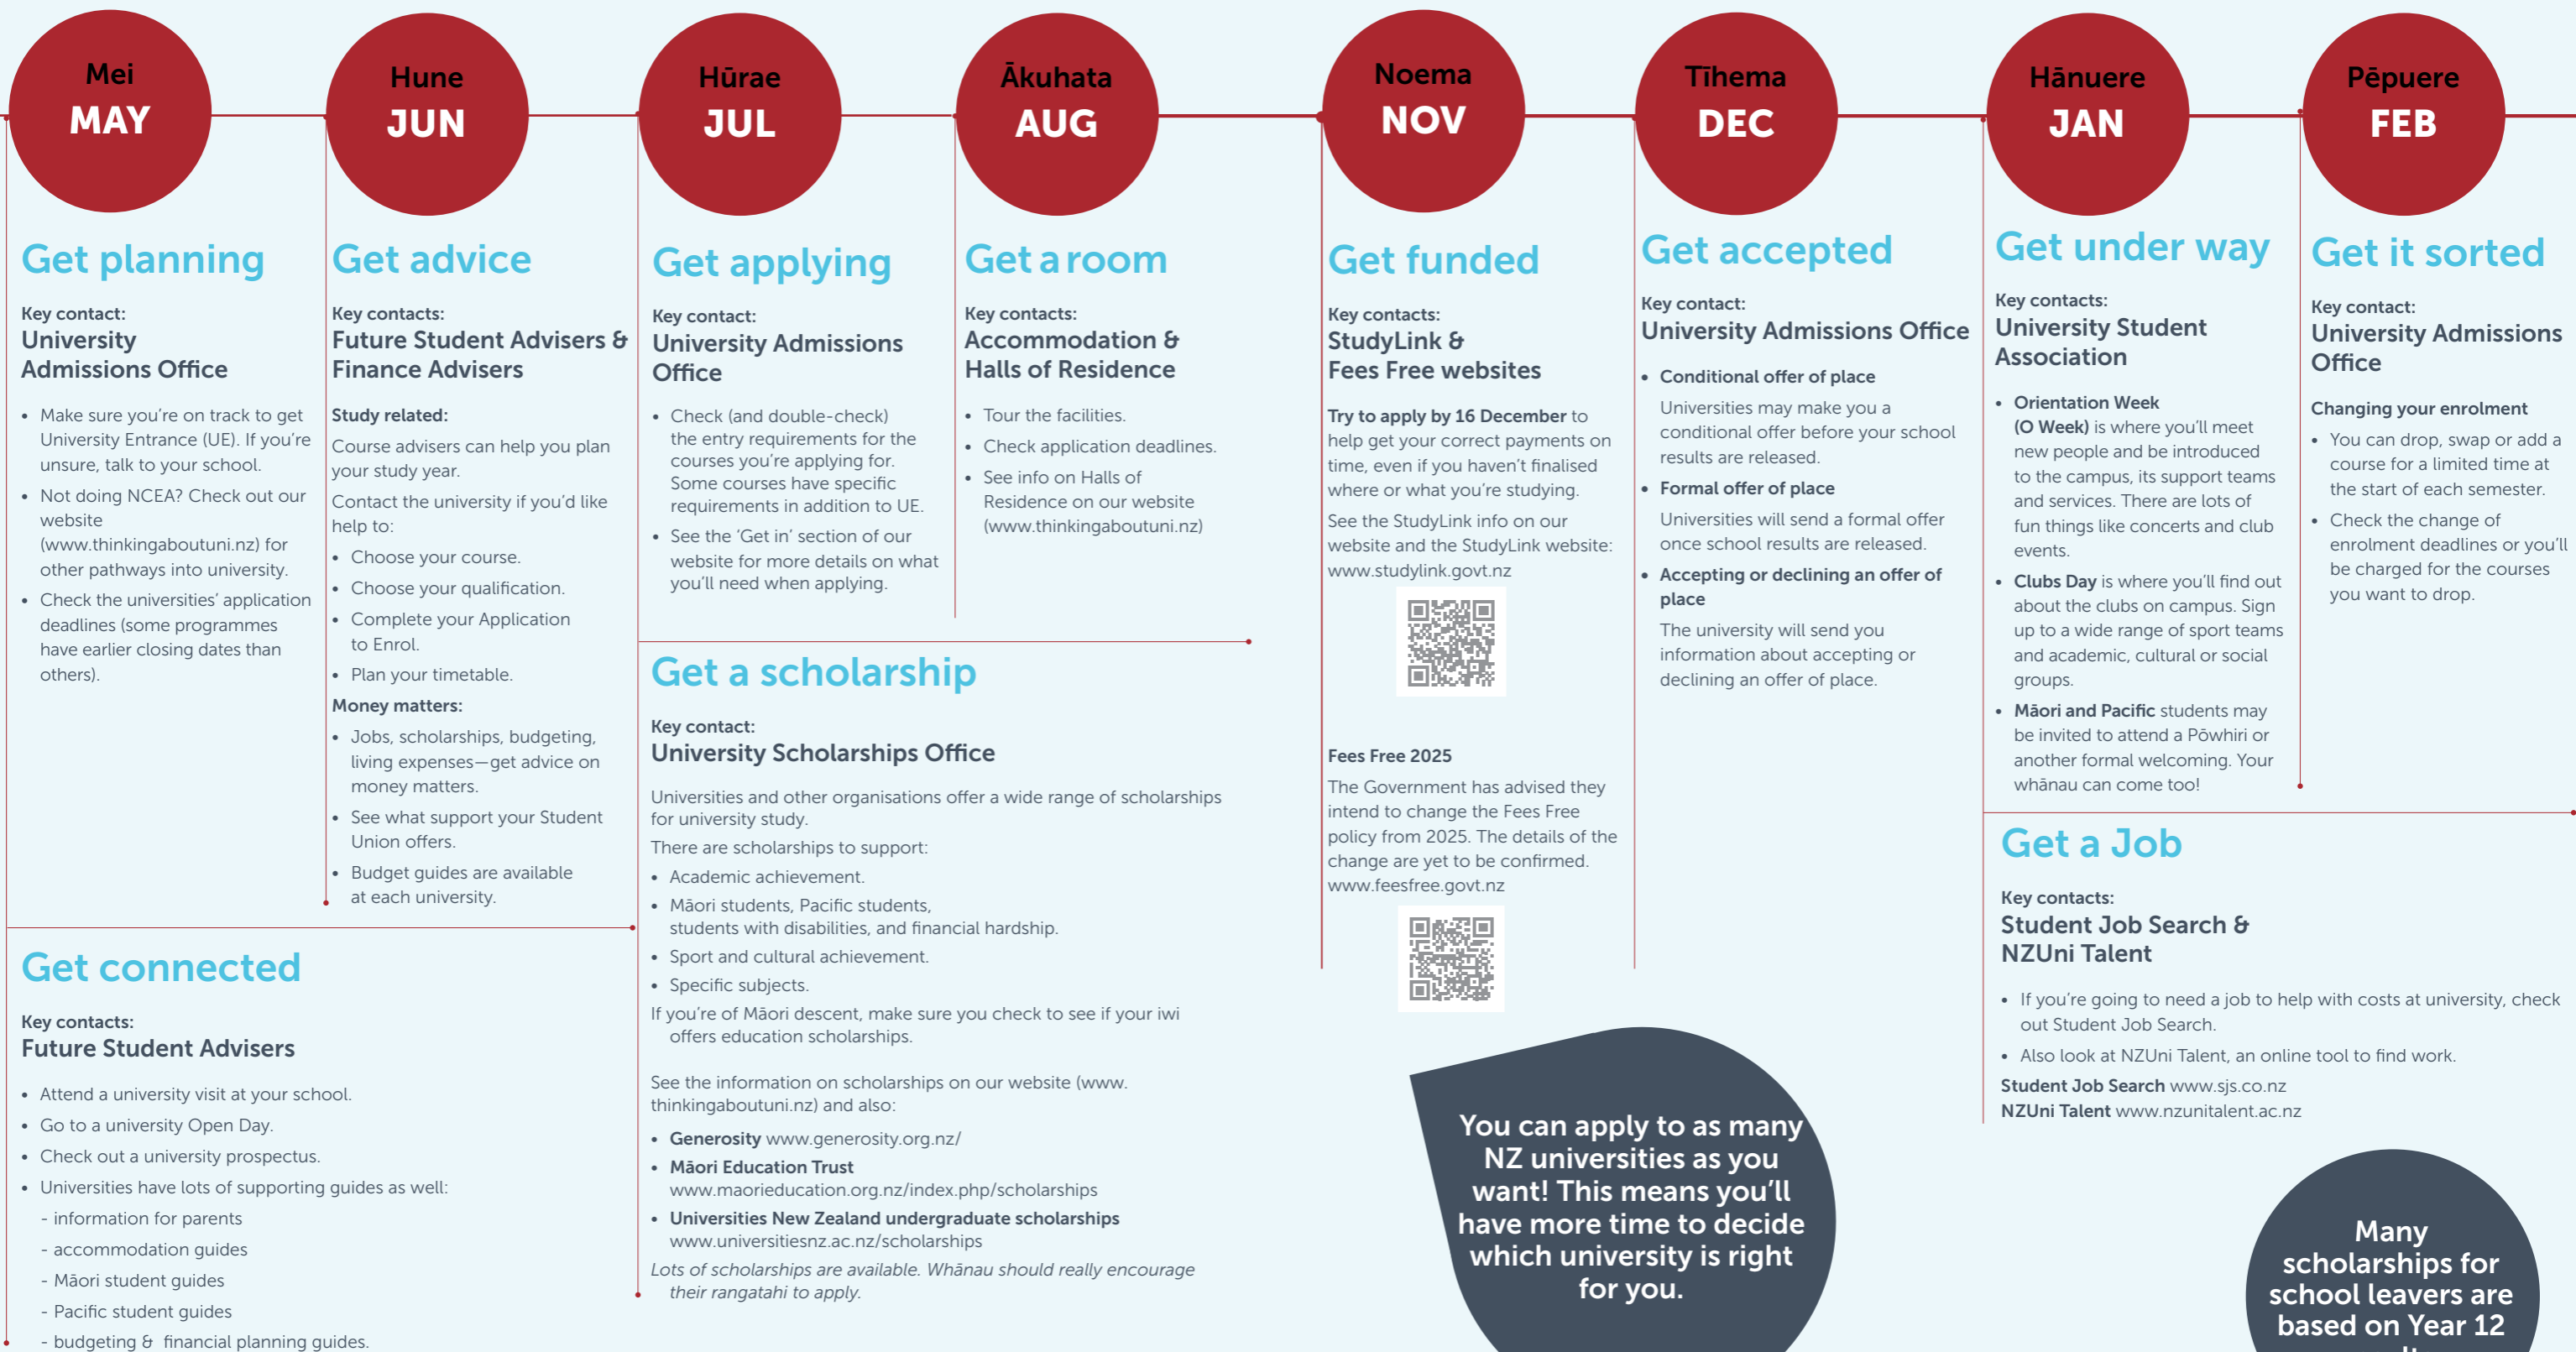 Mei
MAY
Hune
JUN
Hūrae
JUL
Ākuhata
AUG
Noema
NOV
Tīhema
DEC
Hānuere
JAN
Pēpuere
FEB
Get planning
Key contact:
University
Admissions Office
• Make sure you’re on track to get
University Entrance (UE). If you’re
unsure, talk to your school.
• Not doing NCEA? Check out our
website
(www.thinkingaboutuni.nz) for
other pathways into university.
• Check the universities’ application
deadlines (some programmes
have earlier closing dates than
others).
Get advice
Key contacts:
Future Student Advisers &
Finance Advisers
Study related:
Course advisers can help you plan
your study year.
Contact the university if you’d like
help to:
• Choose your course.
• Choose your qualification.
• Complete your Application
to Enrol.
• Plan your timetable.
Money matters:
• Jobs, scholarships, budgeting,
living expenses—get advice on
money matters.
• See what support your Student
Union offers.
• Budget guides are available
at each university.
Get connected
Key contacts:
Future Student Advisers
• Attend a university visit at your school.
• Go to a university Open Day.
• Check out a university prospectus.
• Universities have lots of supporting guides as well:
- information for parents
- accommodation guides
- Māori student guides
- Pacific student guides
- budgeting & financial planning guides.
Get applying
Key contact:
University Admissions
Office
• Check (and double-check)
the entry requirements for the
courses you’re applying for.
Some courses have specific
requirements in addition to UE.
• See the ‘Get in’ section of our
website for more details on what
you’ll need when applying.
Get a room
Key contacts:
Accommodation &
Halls of Residence
• Tour the facilities.
• Check application deadlines.
• See info on Halls of
Residence on our website
(www.thinkingaboutuni.nz)
Get a scholarship
Key contact:
University Scholarships Office
Universities and other organisations offer a wide range of scholarships
for university study.
There are scholarships to support:
• Academic achievement.
• Māori students, Pacific students,
students with disabilities, and financial hardship.
• Sport and cultural achievement.
• Specific subjects.
If you’re of Māori descent, make sure you check to see if your iwi
offers education scholarships.
See the information on scholarships on our website (www.
thinkingaboutuni.nz) and also:
• Generosity www.generosity.org.nz/
• Māori Education Trust
www.maorieducation.org.nz/index.php/scholarships
• Universities New Zealand undergraduate scholarships
www.universitiesnz.ac.nz/scholarships
Lots of scholarships are available. Whānau should really encourage
their rangatahi to apply.
Get funded
Key contacts:
StudyLink &
Fees Free websites
Try to apply by 16 December to
help get your correct payments on
time, even if you haven’t finalised
where or what you’re studying.
See the StudyLink info on our
website and the StudyLink website:
www.studylink.govt.nz
Fees Free 2025
The Government has advised they
intend to change the Fees Free
policy from 2025. The details of the
change are yet to be confirmed.
www.feesfree.govt.nz
Get accepted
Key contact:
University Admissions Office
• Conditional offer of place
Universities may make you a
conditional offer before your school
results are released.
• Formal offer of place
Universities will send a formal offer
once school results are released.
• Accepting or declining an offer of
place
The university will send you
information about accepting or
declining an offer of place.
You can apply to as many
NZ universities as you
want! This means you’ll
have more time to decide
which university is right
for you.
Get under way
Key contacts:
University Student
Association
• Orientation Week
(O Week) is where you’ll meet
new people and be introduced
to the campus, its support teams
and services. There are lots of
fun things like concerts and club
events.
• Clubs Day is where you’ll find out
about the clubs on campus. Sign
up to a wide range of sport teams
and academic, cultural or social
groups.
• Māori and Pacific students may
be invited to attend a Pōwhiri or
another formal welcoming. Your
whānau can come too!
Get it sorted
Key contact:
University Admissions
Office
Changing your enrolment
• You can drop, swap or add a
course for a limited time at
the start of each semester.
• Check the change of
enrolment deadlines or you’ll
be charged for the courses
you want to drop.
Get a Job
Key contacts:
Student Job Search &
NZUni Talent
• If you’re going to need a job to help with costs at university, check
out Student Job Search.
• Also look at NZUni Talent, an online tool to find work.
Student Job Search www.sjs.co.nz
NZUni Talent www.nzunitalent.ac.nz
Many
scholarships for
school leavers are
based on Year 12